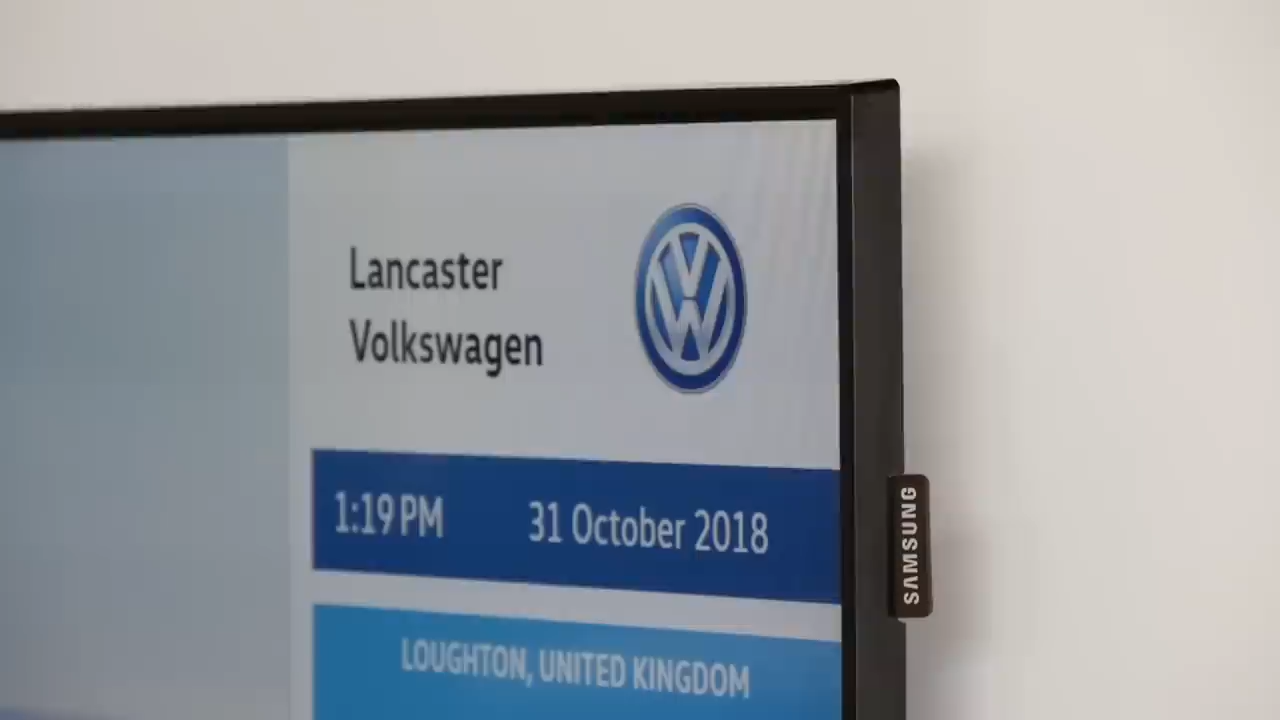 Lancaster
Volkswagen
1:19 PM 31 October 2018
LOUGHTON, UNITED KINGDOM
SAMSUNG